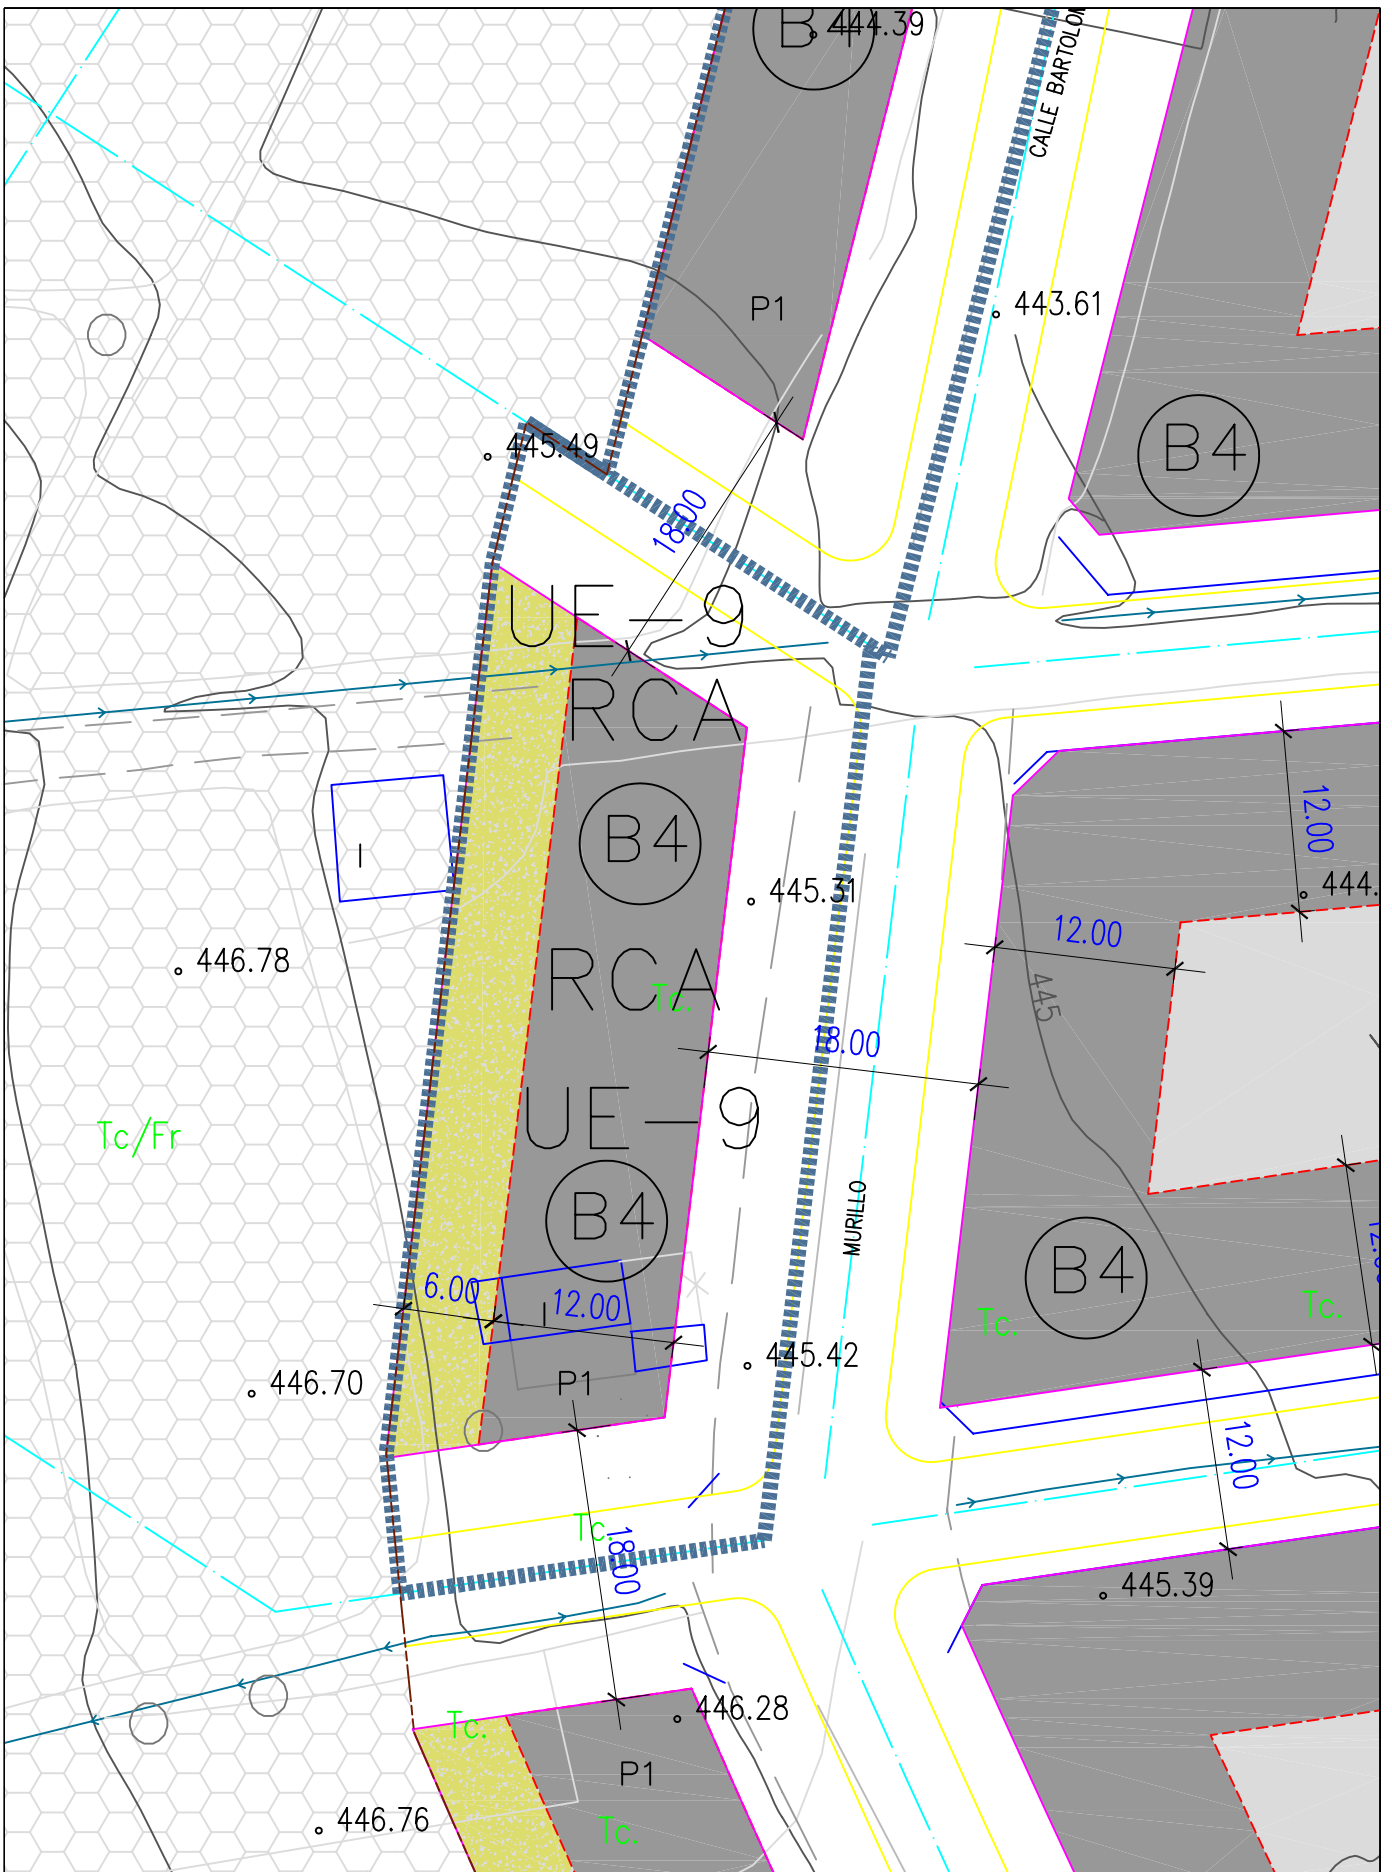 B4
444.39
CALLE BARTOLOM
P1
443.61
B4
445.49
18.00
UE-9
RCA
B4
12.00
445.31
444.
12.00
446.78
RCA
Tc.
445
18.00
UE-9
Tc/Fr
MURILLO
B4
B4
6.00
I
12.00
I
Tc.
Tc.
445.42
P1
446.70
12.00
Tc.
18.00
445.39
446.28
Tc.
P1
446.76
Tc.